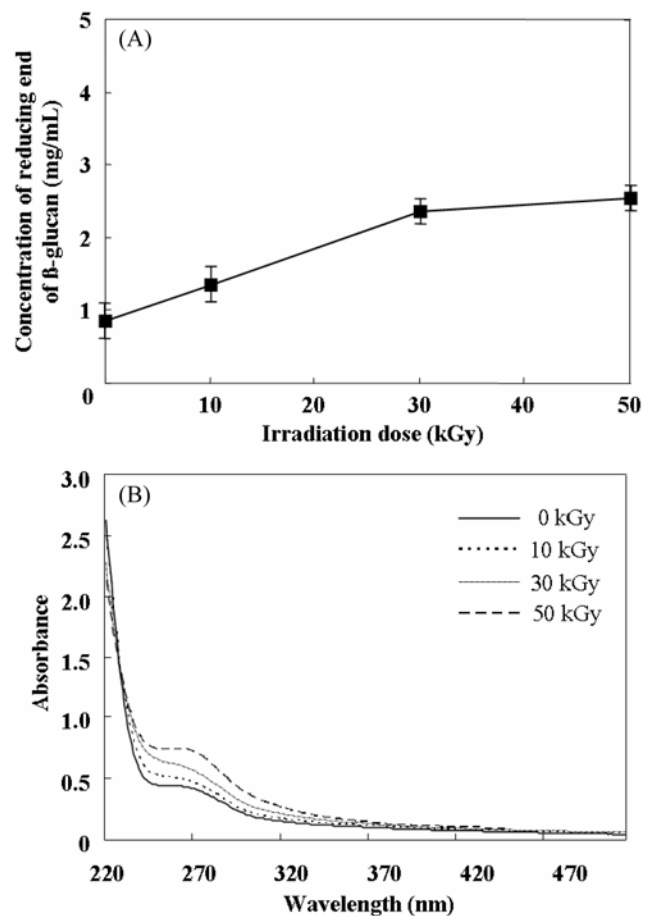 (A)
Concentration of reducing end
of ß-glucan (mg/mL)
5
4
3
2
1
0
10
20
30
40
50
Irradiation dose (kGy)
(B)
Absorbance
3.0
2.5
2.0
1.5
1.0
0.5
0
0 kGy
10 kGy
30 kGy
50 kGy
220
270
320
370
420
470
Wavelength (nm)